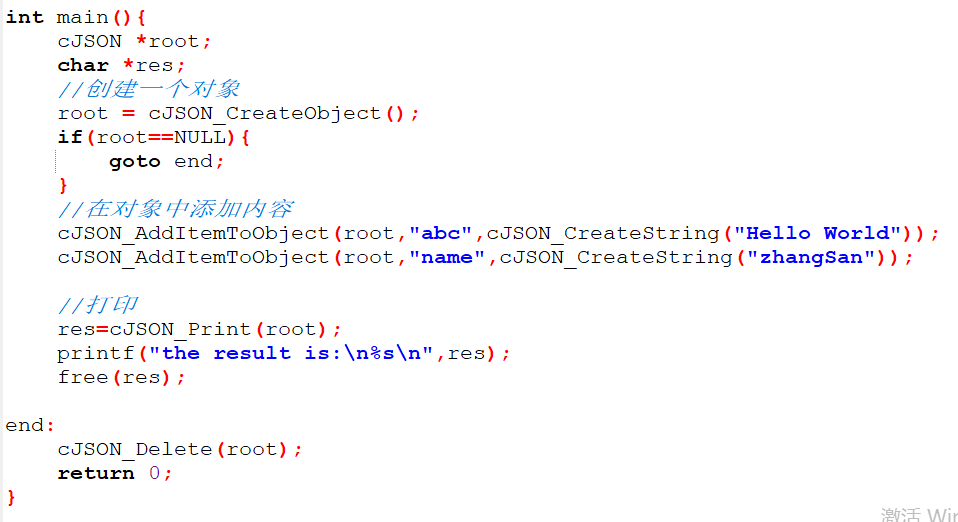 int main(){
    cJSON *root;
    char *res;
    //创建一个对象
    root = cJSON_CreateObject();
    if(root==NULL){
        goto end;
    }
    //在对象中添加内容
    cJSON_AddItemToObject(root,"abc",cJSON_CreateString("Hello World"));
    cJSON_AddItemToObject(root,"name",cJSON_CreateString("zhangSan"));

    //打印
    res=cJSON_Print(root);
    printf("the result is:\n%s\n",res);
    free(res);

end:
    cJSON_Delete(root);
    return 0;
}
激活 Win